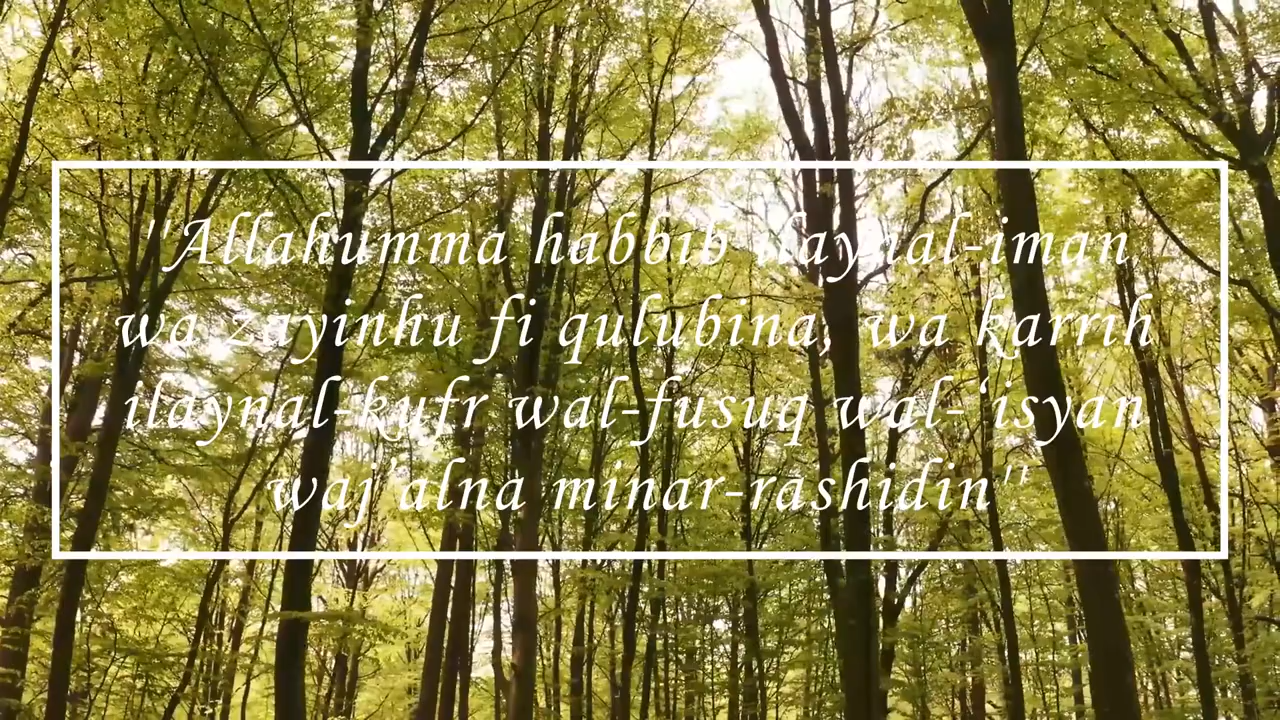 "Allahumma habbib ilaynal-iman,
wa zayinhu fi qulubina, wa karrih
ilaynal-kufr wal-fusuq wal-‘isyan
waj‘alna minar-rashidin"